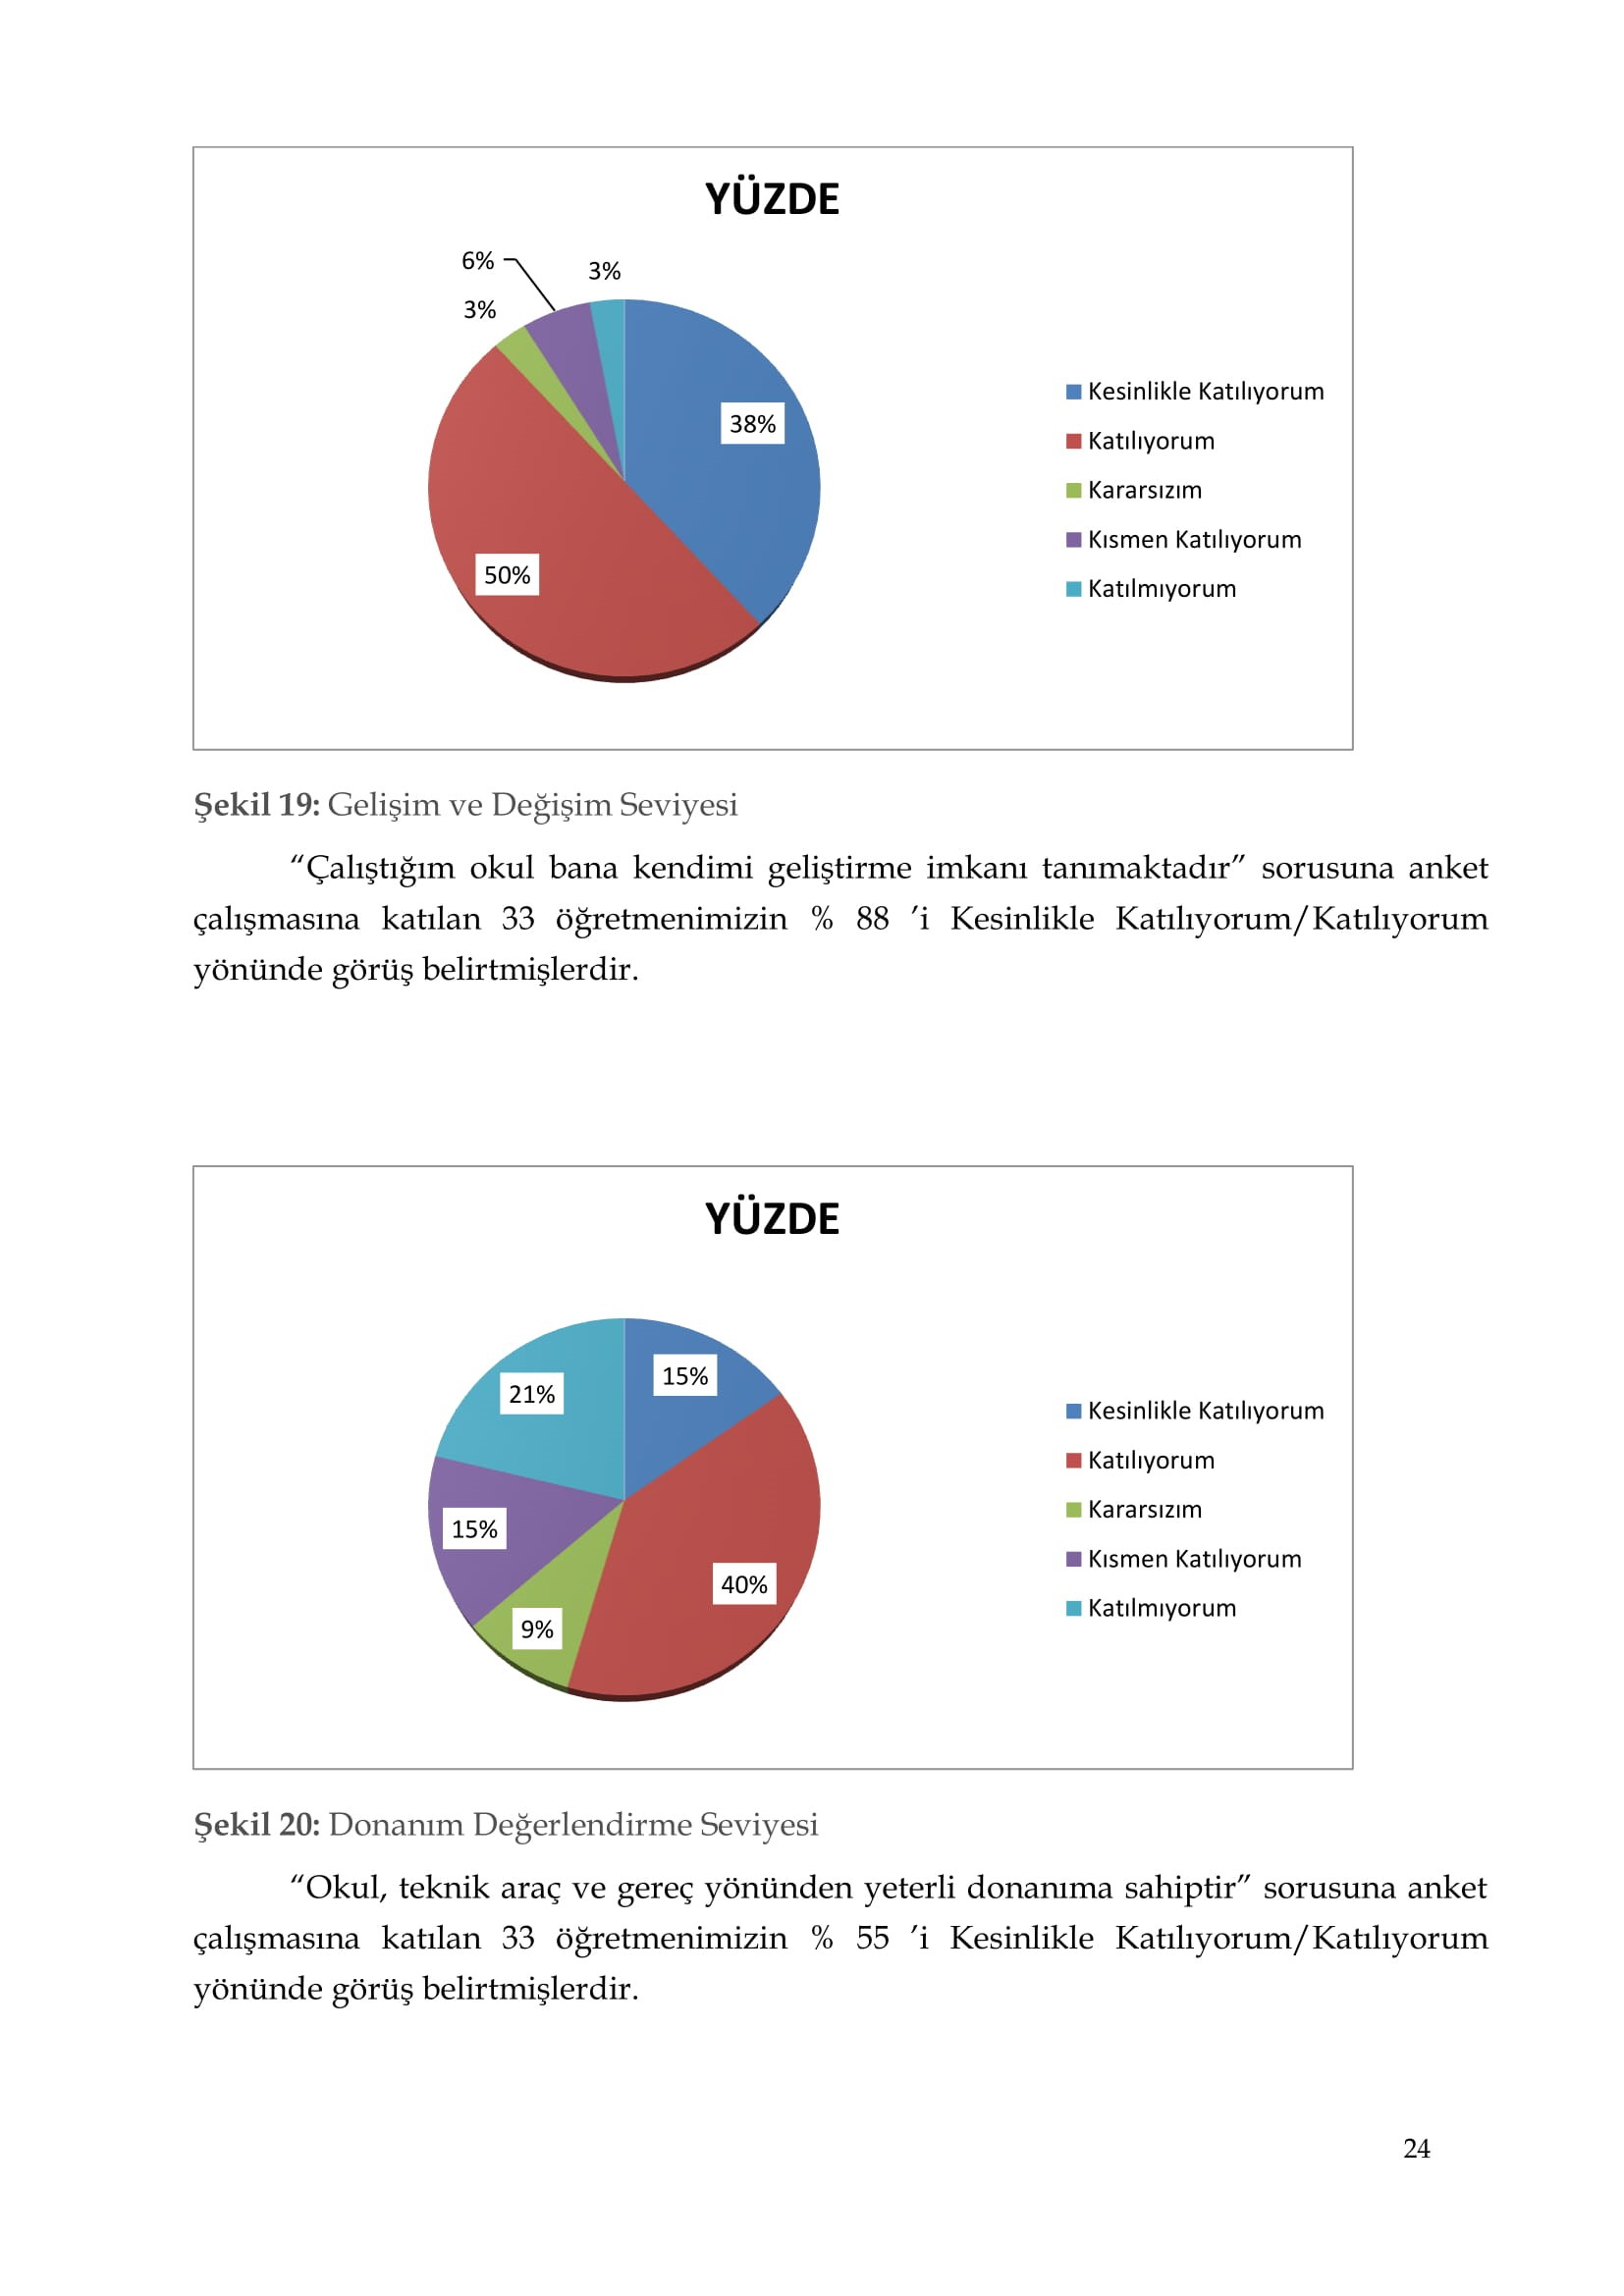 YÜZDE
6%
3%
3%
38%
50%
Kesinlikle Katılıyorum
Katılıyorum
Kararsızım
Kısmen Katılıyorum
Katılmıyorum
Şekil 19: Gelişim ve Değişim Seviyesi
“Çalıştığım okul bana kendimi geliştirme imkanı tanımaktadır” sorusuna anket
çalışmasına katılan 33 öğretmenimizin % 88 ’i Kesinlikle Katılıyorum/Katılıyorum
yönünde görüş belirtmişlerdir.
YÜZDE
15%
21%
15%
40%
9%
Kesinlikle Katılıyorum
Katılıyorum
Kararsızım
Kısmen Katılıyorum
Katılmıyorum
Şekil 20: Donanım Değerlendirme Seviyesi
“Okul, teknik araç ve gereç yönünden yeterli donanıma sahiptir” sorusuna anket
çalışmasına katılan 33 öğretmenimizin % 55 ’i Kesinlikle Katılıyorum/Katılıyorum
yönünde görüş belirtmişlerdir.
24